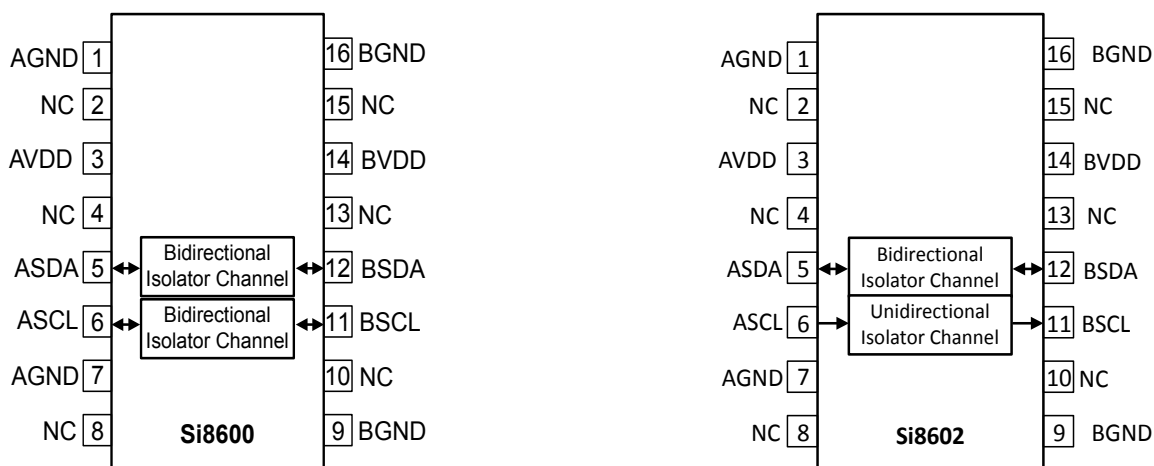 AGND 1
16 BGND
NC 2
15 NC
AVDD 3
14 BVDD
NC 4
13 NC
Bidirectional
Isolator Channel
ASDA 5
12 BSDA
Bidirectional
Isolator Channel
ASCL 6
11 BSCL
AGND 7
10 NC
NC 8
Si8600
9 BGND
AGND 1
16 BGND
NC 2
15 NC
AVDD 3
14 BVDD
NC 4
13 NC
Bidirectional
Isolator Channel
ASDA 5
12 BSDA
Unidirectional
Isolator Channel
ASCL 6
11 BSCL
AGND 7
10 NC
NC 8
Si8602
9 BGND